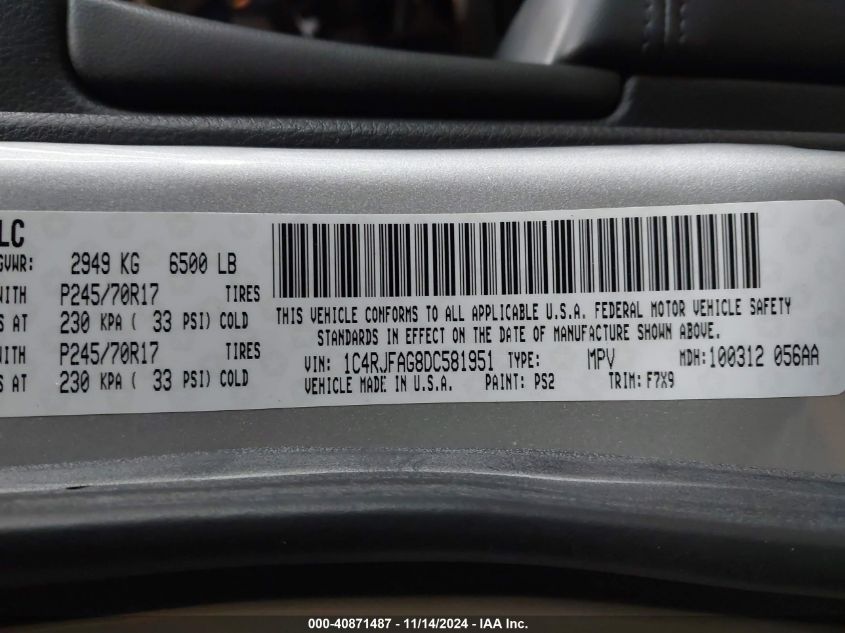 LC
GVWR: 2949 KG 6500 LB
WITH P245/70R17 TIRES
S AT 230 KPA ( 33 PSI) COLD
WITH P245/70R17 TIRES
S AT 230 KPA ( 33 PSI) COLD
THIS VEHICLE CONFORMS TO ALL APPLICABLE U.S.A. FEDERAL MOTOR VEHICLE SAFETY
STANDARDS IN EFFECT ON THE DATE OF MANUFACTURE SHOWN ABOVE.
VIN: 1C4RJFAG8DC581951 TYPE: MPV MDH:100312 056AA
VEHICLE MADE IN U.S.A. PAINT: PS2 TRIM: F7X9
000-40871487 - 11/14/2024 - IAA Inc.